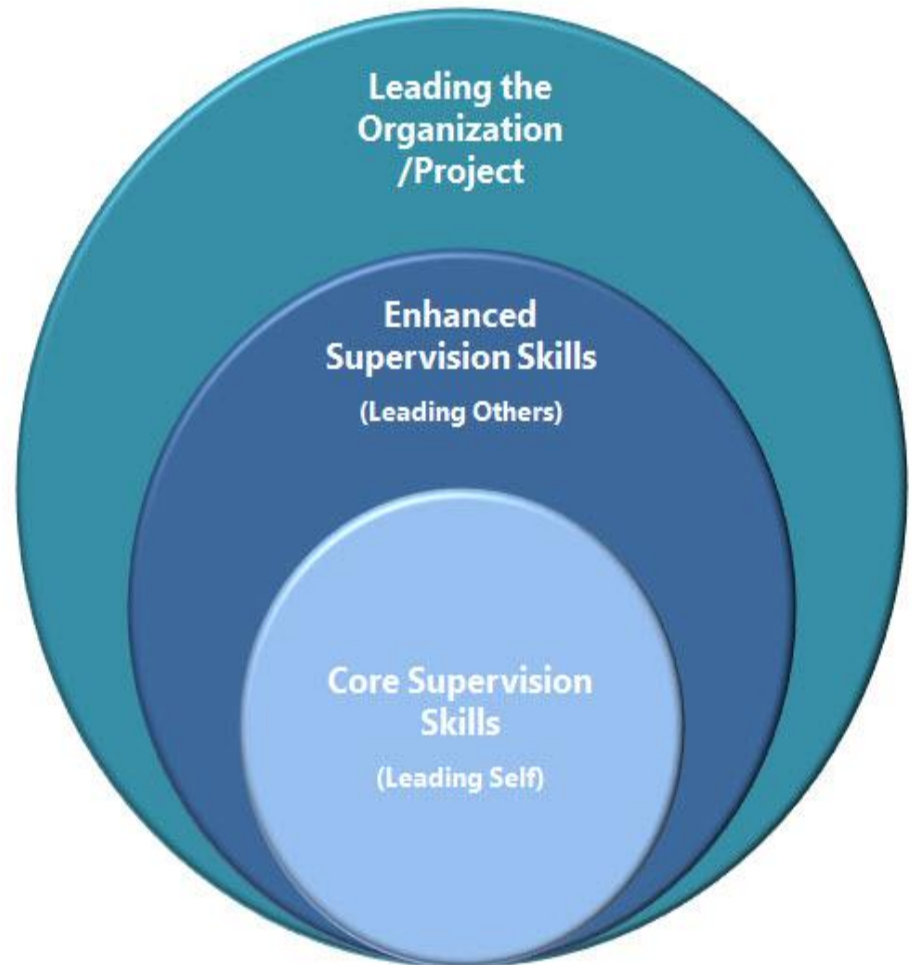 Leading the
Organization
/Project
Enhanced
Supervision Skills
(Leading Others)
Core Supervision
Skills
(Leading Self)